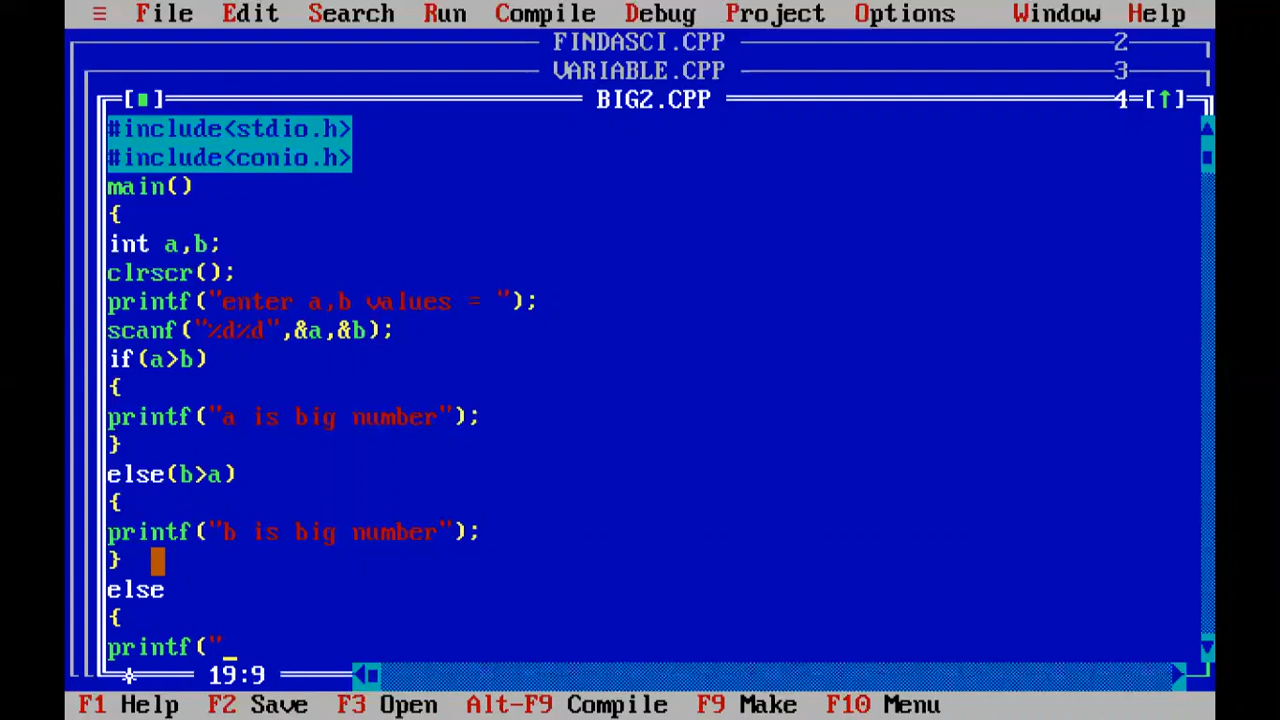 ≡ File Edit Search Run Compile Debug Project Options Window Help
FINDASCI.CPP 2
VARIABLE.CPP 3
[■] BIG2.CPP 4=[↑]
#include<stdio.h>
#include<conio.h>
main()
{
int a,b;
clrscr();
printf("enter a,b values = ");
scanf("%d%d",&a,&b);
if(a>b)
{
printf("a is big number");
}
else(b>a)
{
printf("b is big number");
}
else
{
printf("
19:9
F1 Help F2 Save F3 Open Alt-F9 Compile F9 Make F10 Menu